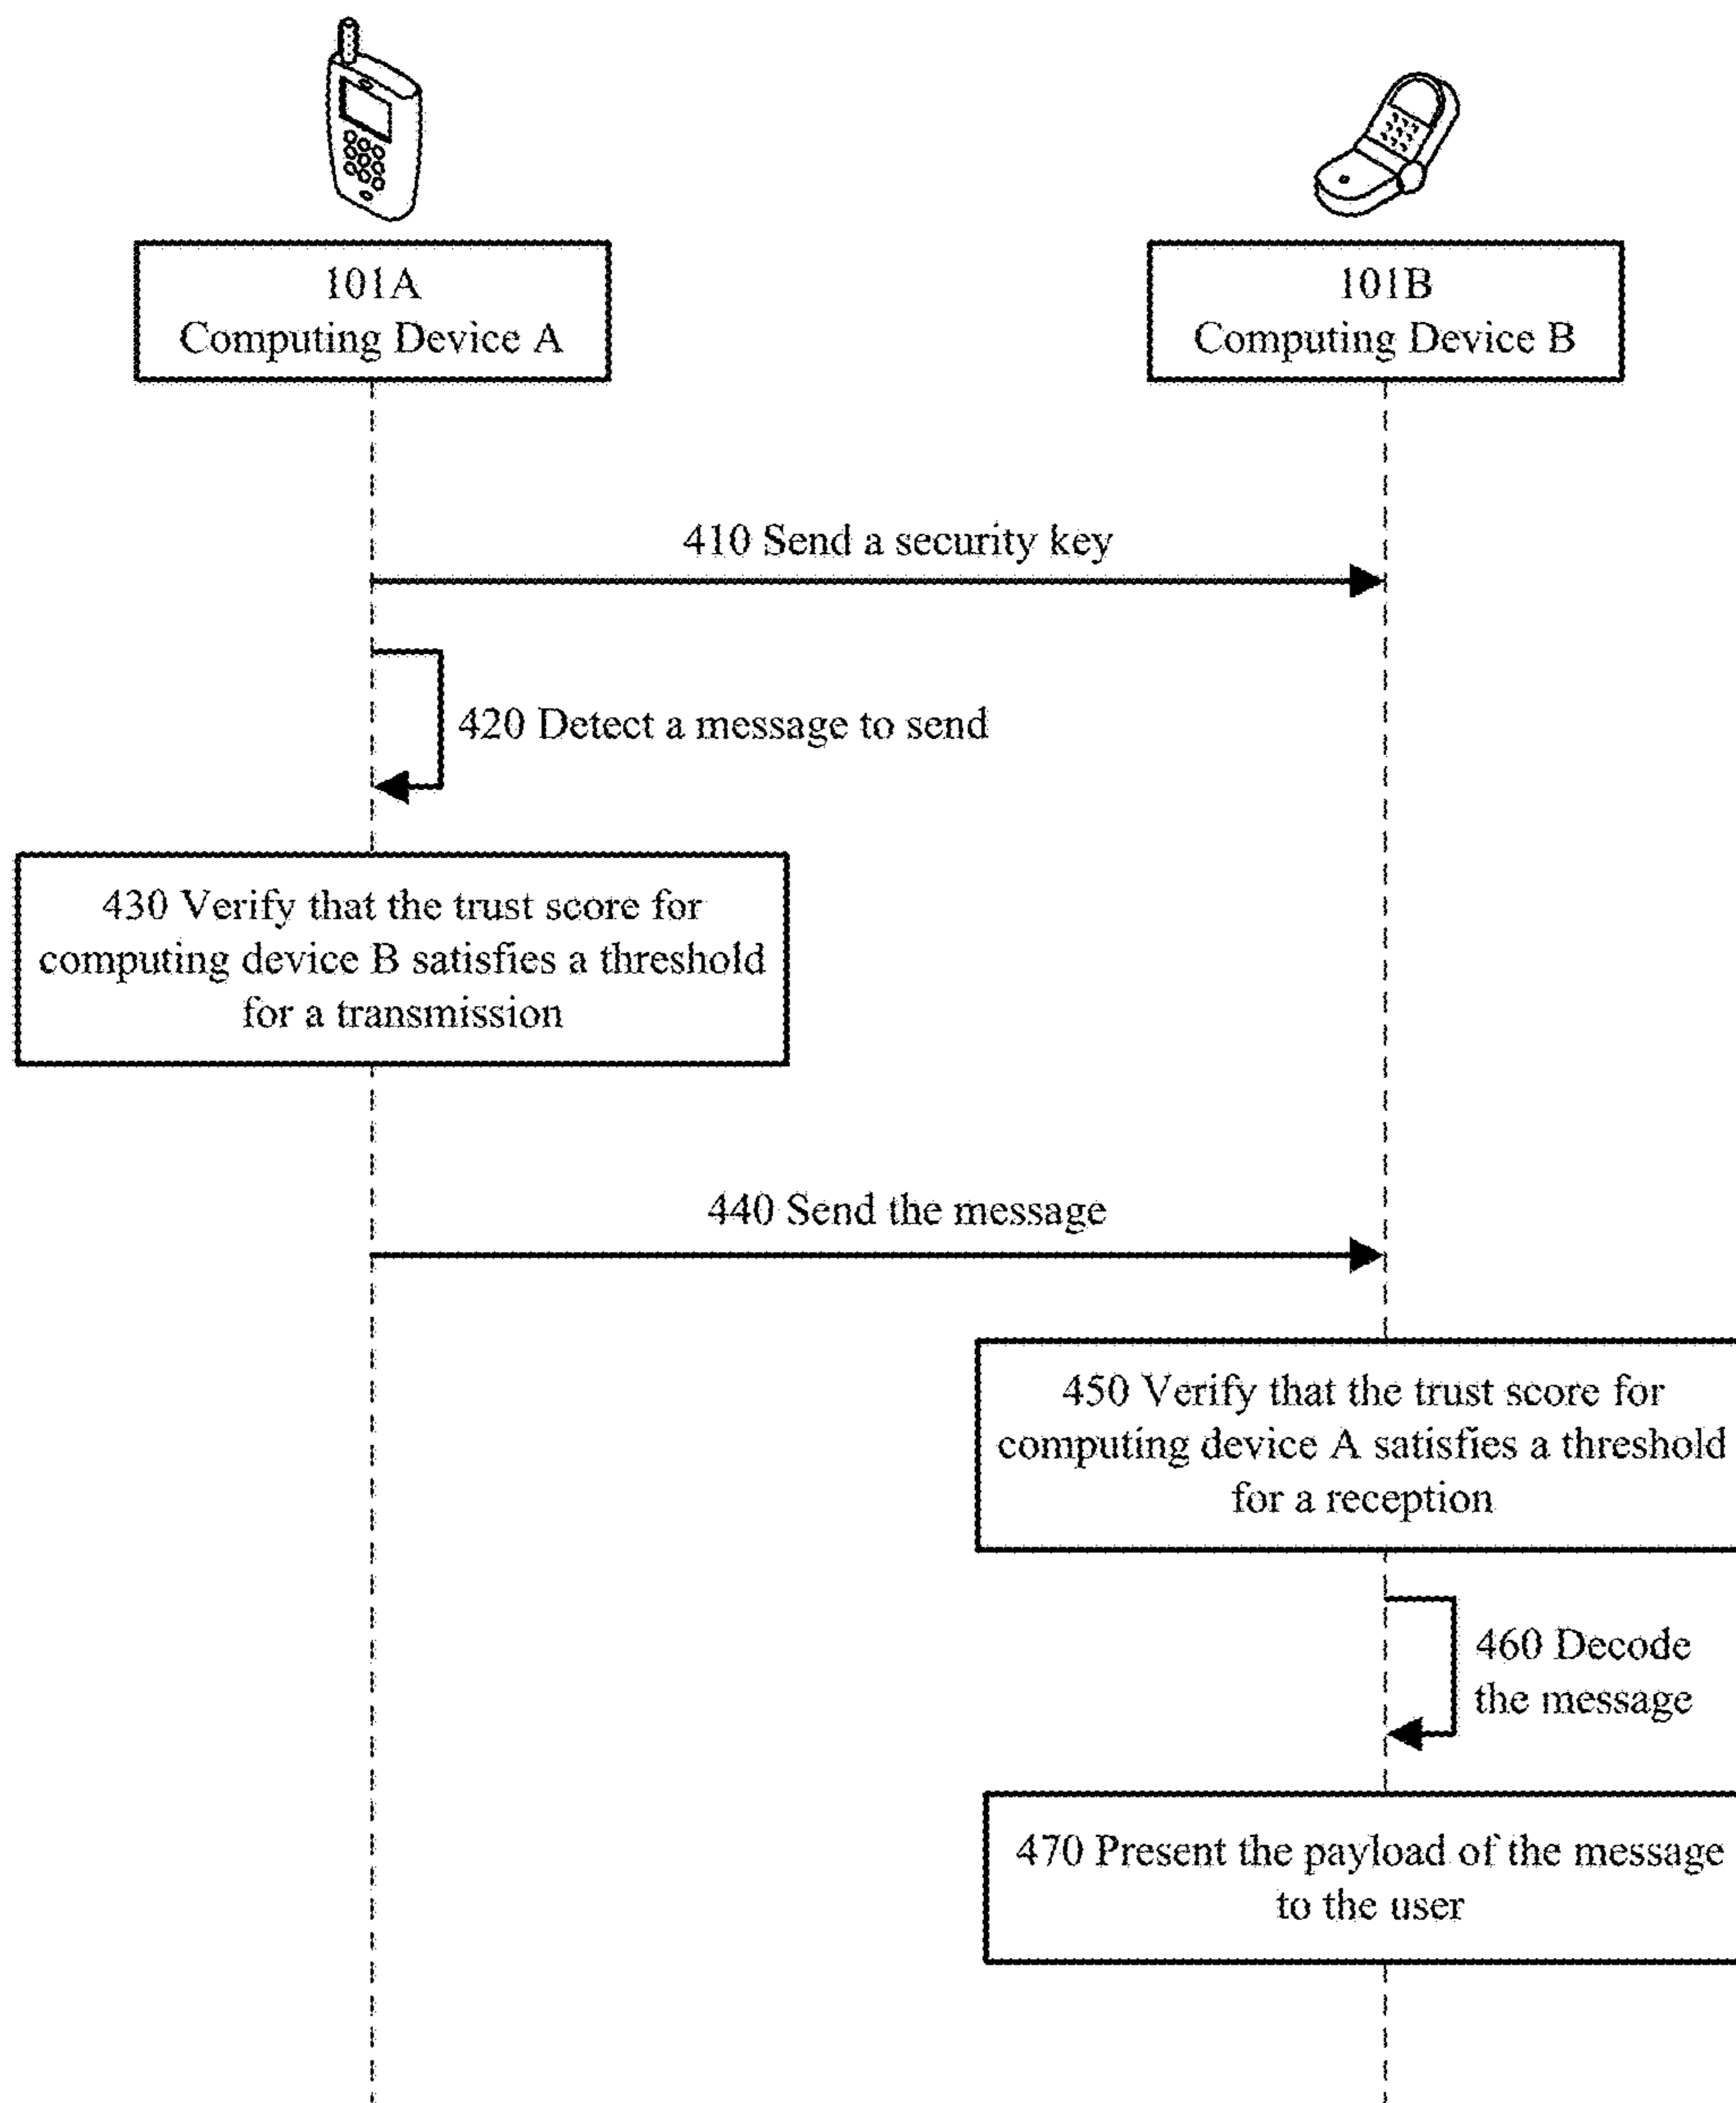 101A
Computing Device A
101B
Computing Device B
410 Send a security key
420 Detect a message to send
430 Verify that the trust score for
computing device B satisfies a threshold
for a transmission
440 Send the message
450 Verify that the trust score for
computing device A satisfies a threshold
for a reception
460 Decode
the message
470 Present the payload of the message
to the user